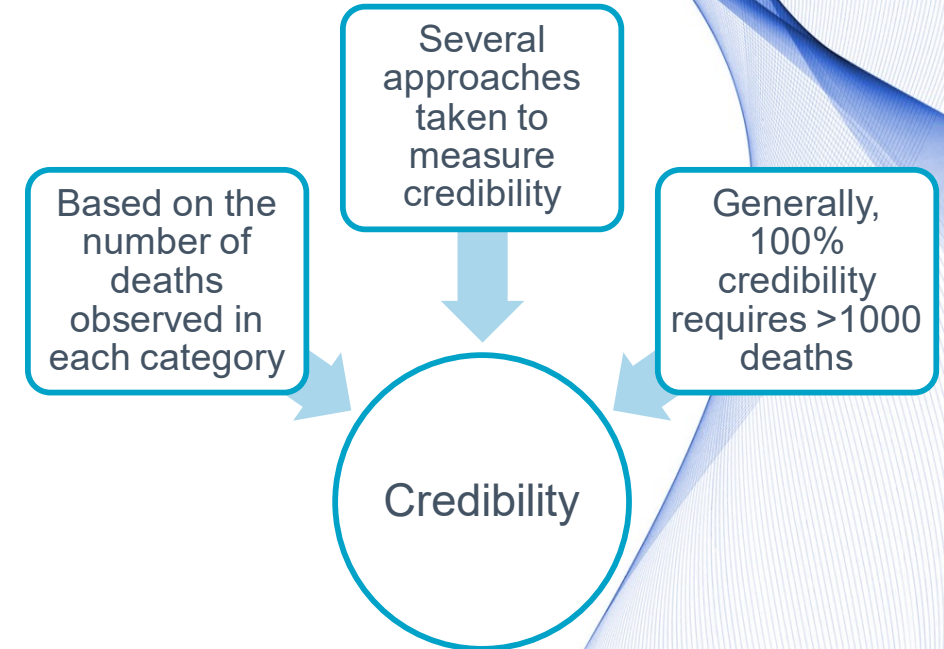 Several
approaches
taken to
measure
credibility
Based on the
number of
deaths
observed in
each category
Generally,
100%
credibility
requires >1000
deaths
Credibility